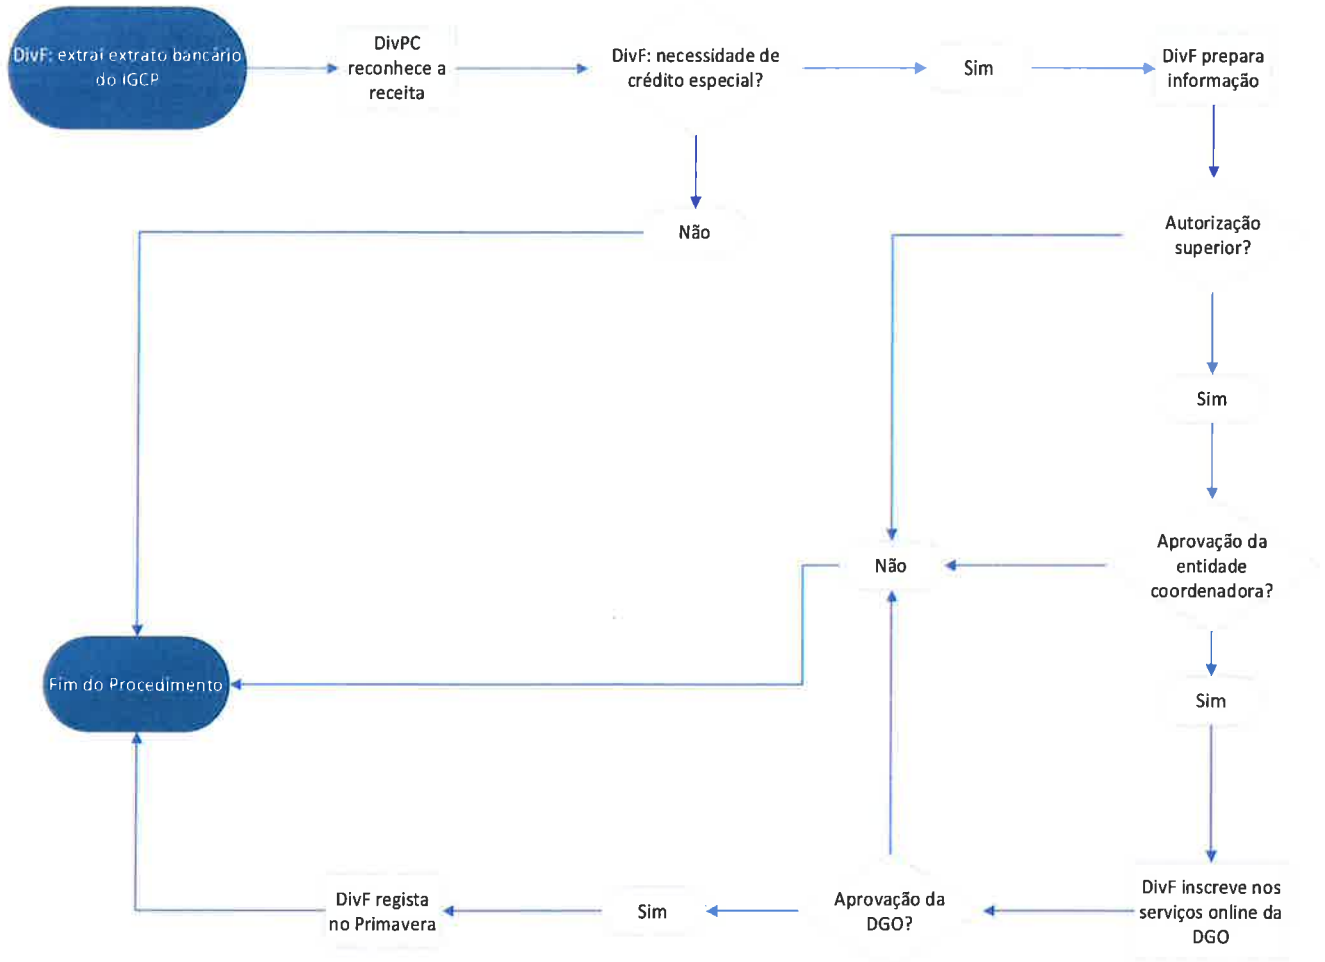 DivF: extrai extrato bancário
do IGCP
DivPC
reconhece a
receita
DivF: necessidade de
crédito especial?
Sim
DivF prepara
informação
Não
Autorização
superior?
Sim
Não
Aprovação da
entidade
coordenadora?
Fim do Procedimento
Sim
DivF regista
no Primavera
Sim
Aprovação da
DGO?
DivF inscreve nos
serviços online da
DGO